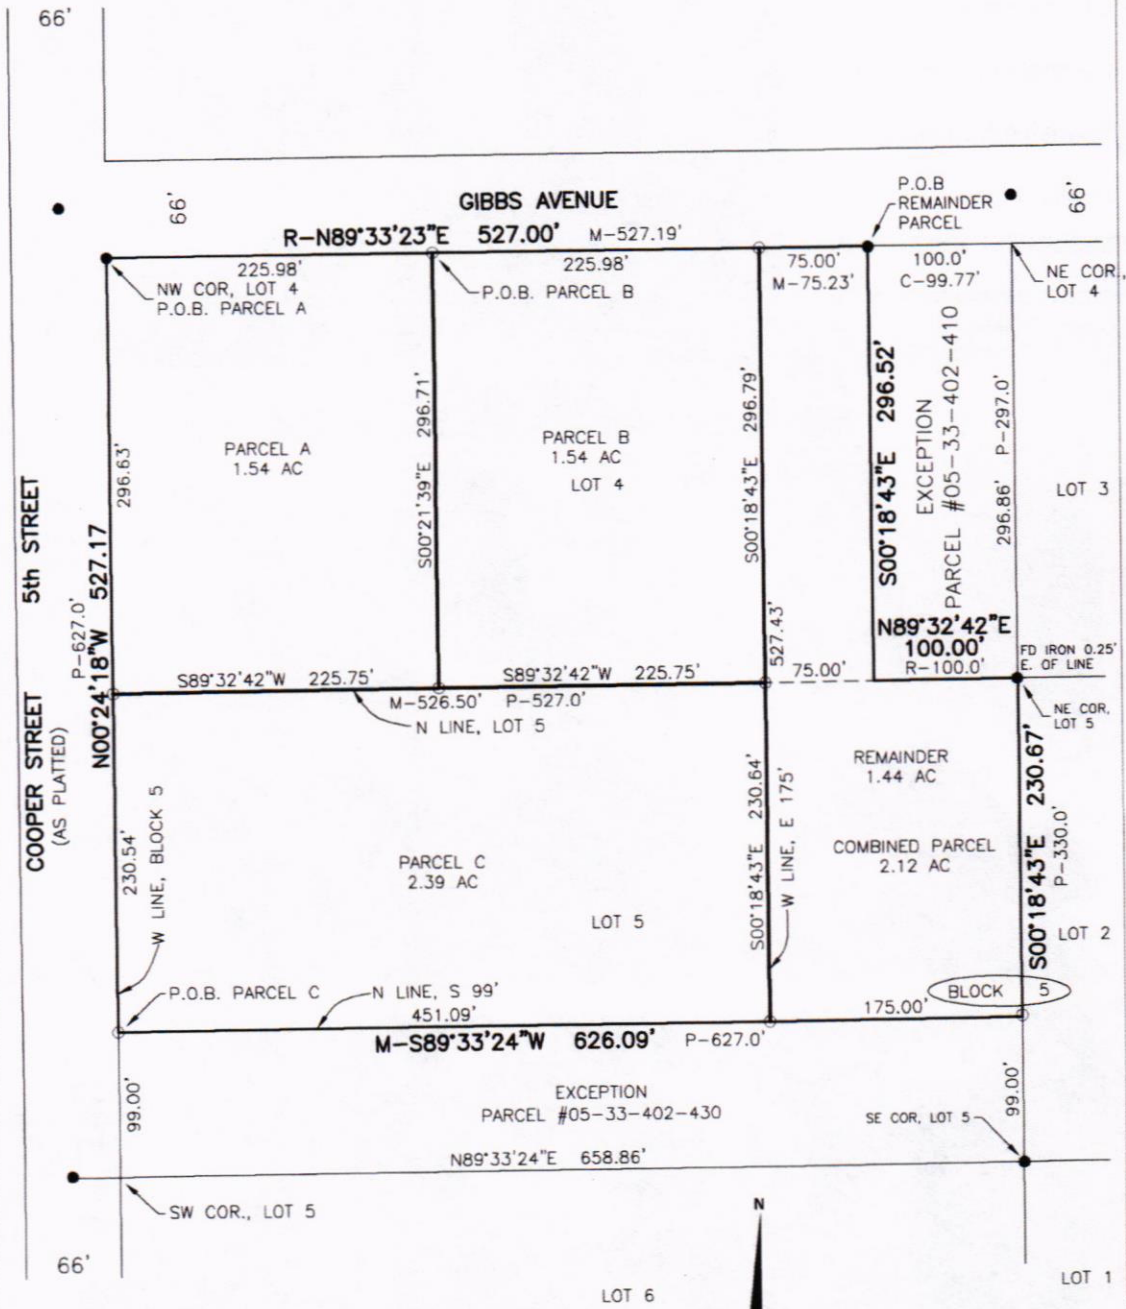 66'
GIBBS AVENUE
P.O.B
REMAINDER
PARCEL
66'
66'
R-N89°33'23"E 527.00' M-527.19'
225.98'
225.98'
75.00'
M-75.23'
100.0'
C-99.77'
NE COR,
LOT 4
NW COR, LOT 4
P.O.B. PARCEL A
P.O.B. PARCEL B
296.63'
S00°21'39"E 296.71'
S00°18'43"E 296.79'
S00°18'43"E 296.52'
EXCEPTION
PARCEL #05-33-402-410
296.86' P-297.0'
PARCEL A
1.54 AC
PARCEL B
1.54 AC
LOT 4
LOT 3
COOPER STREET 5th STREET
(AS PLATTED)
P-627.0'
N00°24'18"W 527.17
527.43'
N89°32'42"E
100.00'
R-100.0'
FD IRON 0.25'
E. OF LINE
S89°32'42"W 225.75'
S89°32'42"W 225.75'
75.00'
M-526.50' P-527.0'
N LINE, LOT 5
NE COR,
LOT 5
230.54'
W LINE, BLOCK 5
S00°18'43"E 230.64'
W LINE, E 175'
REMAINDER
1.44 AC
COMBINED PARCEL
2.12 AC
S00°18'43"E 230.67'
P-330.0'
PARCEL C
2.39 AC
LOT 5
LOT 2
P.O.B. PARCEL C
N LINE, S 99'
451.09'
BLOCK 5
175.00'
M-S89°33'24"W 626.09' P-627.0'
99.00'
EXCEPTION
PARCEL #05-33-402-430
99.00'
SE COR, LOT 5
N89°33'24"E 658.86'
SW COR., LOT 5
N
66'
LOT 6
LOT 1